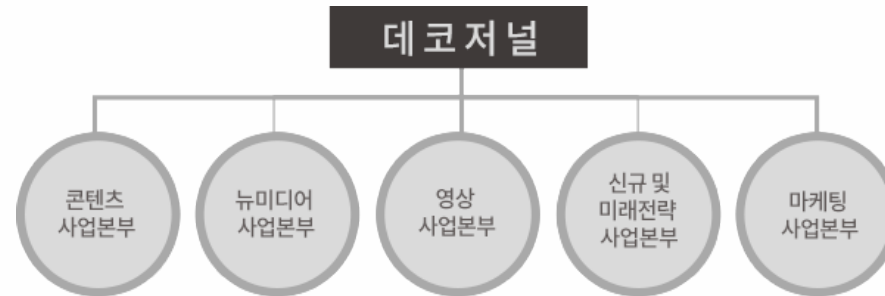 데코저널
콘텐츠
사업본부
뉴미디어
사업본부
영상
사업본부
신규 및
미래전략
사업본부
마케팅
사업본부